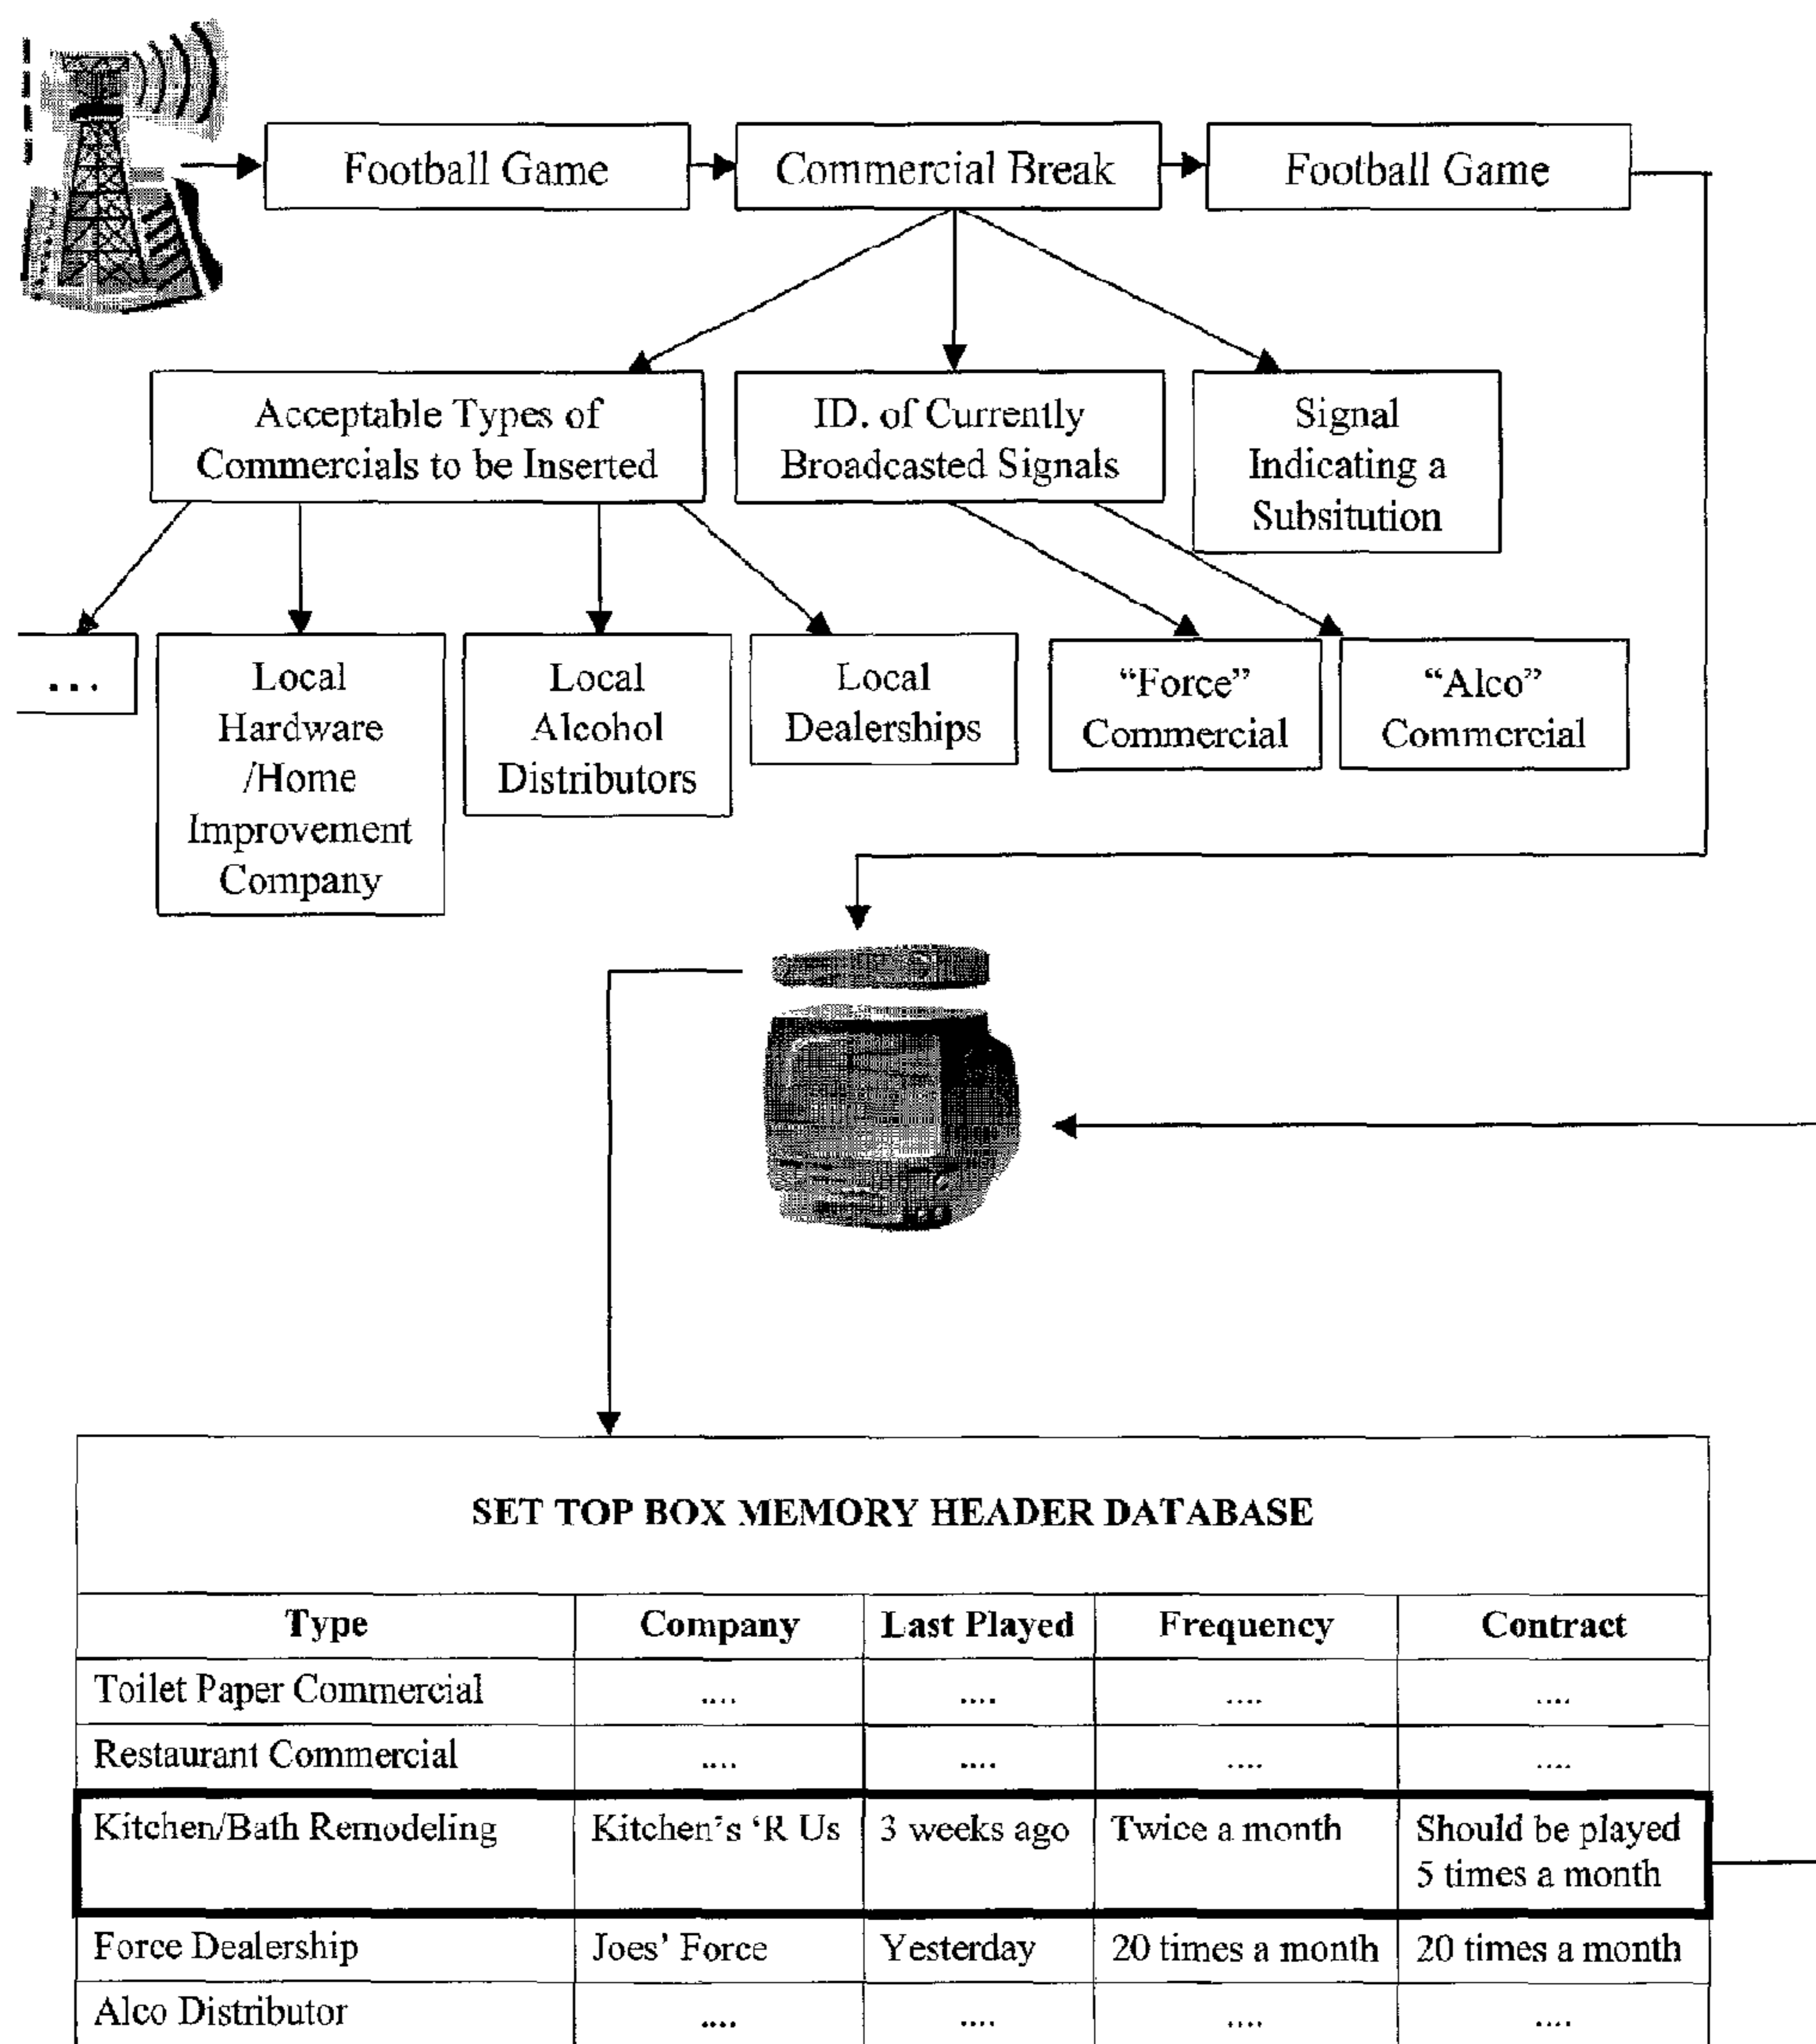 Football Game
Commercial Break
Football Game
Acceptable Types of
Commercials to be Inserted
ID. of Currently
Broadcasted Signals
Signal
Indicating a
Subsitution
...
Local
Hardware
/Home
Improvement
Company
Local
Alcohol
Distributors
Local
Dealerships
“Force”
Commercial
“Alco”
Commercial
SET TOP BOX MEMORY HEADER DATABASE
Type Company Last Played Frequency Contract
Toilet Paper Commercial .... .... .... ....
Restaurant Commercial .... .... .... ....
Kitchen/Bath Remodeling Kitchen’s ‘R Us 3 weeks ago Twice a month Should be played
5 times a month
Force Dealership Joes’ Force Yesterday 20 times a month 20 times a month
Alco Distributor .... .... .... ....